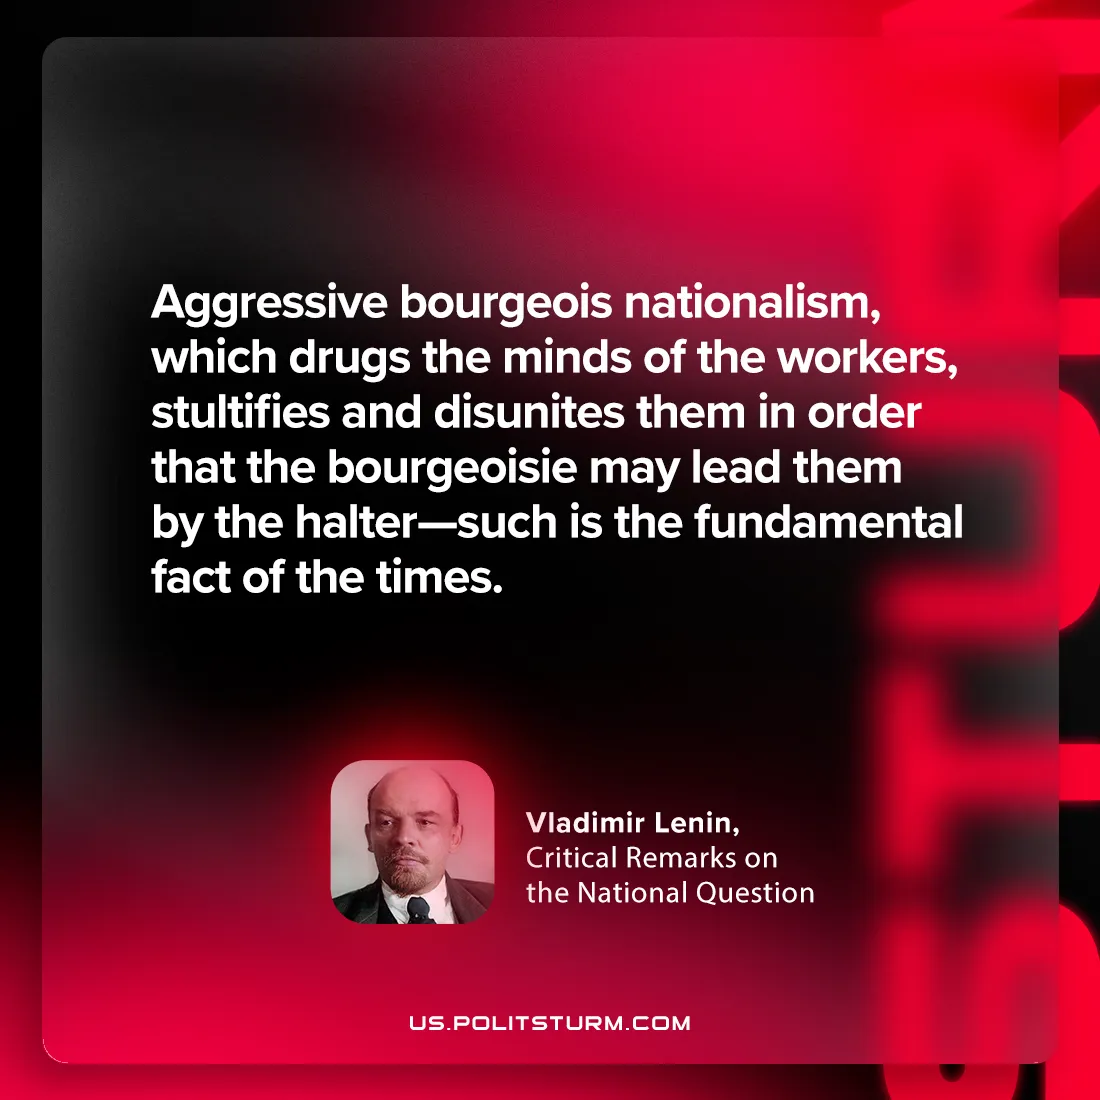 Aggressive bourgeois nationalism,
which drugs the minds of the workers,
stultifies and disunites them in order
that the bourgeoisie may lead them
by the halter—such is the fundamental
fact of the times.
Vladimir Lenin,
Critical Remarks on
the National Question
US.POLITSTURM.COM